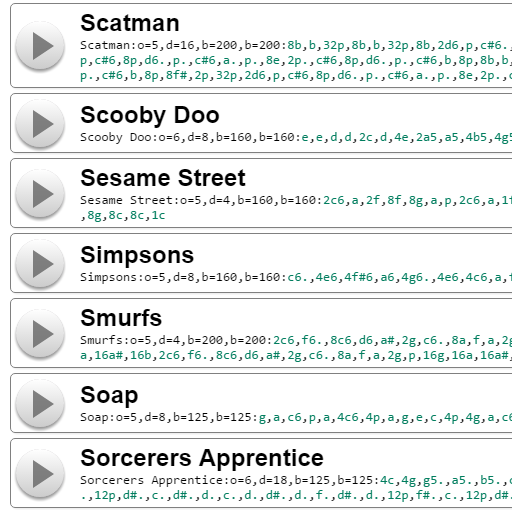 Scatman
Scatman:o=5,d=16,b=200,b=200:8b,b,32p,8b,b,32p,8b,2d6,p,c#6.,
p,c#6,8p,d6.,p.,c#6,a.,p.,8e,2p.,c#6,8p,d6.,p.,c#6,b,8p,8b,b,
p.,c#6,b,8p,8f#,2p,32p,2d6,p,c#6,8p,d6.,p.,c#6,a.,p.,8e,2p.,c
Scooby Doo
Scooby Doo:o=6,d=8,b=160,b=160:e,e,d,d,2c,d,4e,2a5,a5,4b5,4g5
Sesame Street
Sesame Street:o=5,d=4,b=160,b=160:2c6,a,2f,8f,8g,a,p,2c6,a,1f
,8g,8c,8c,1c
Simpsons
Simpsons:o=5,d=8,b=160,b=160:c6.,4e6,4f#6,a6,4g6.,4e6,4c6,a,f
Smurfs
Smurfs:o=5,d=4,b=200,b=200:2c6,f6.,8c6,d6,a#,2g,c6.,8a,f,a,2g
a,16a#,16b,2c6,f6.,8c6,d6,a#,2g,c6.,8a,f,a,2g,p,16g,16a,16a#,
Soap
Soap:o=5,d=8,b=125,b=125:g,a,c6,p,a,4c6,4p,a,g,e,c,4p,4g,a,c6
Sorcerers Apprentice
Sorcerers Apprentice:o=6,d=18,b=125,b=125:4c,4g,g5.,a5.,b5.,c
.,12p,d#.,c.,d#.,d.,c.,d.,d#.,d.,f.,d#.,d.,12p,f#.,c.,12p,d#.